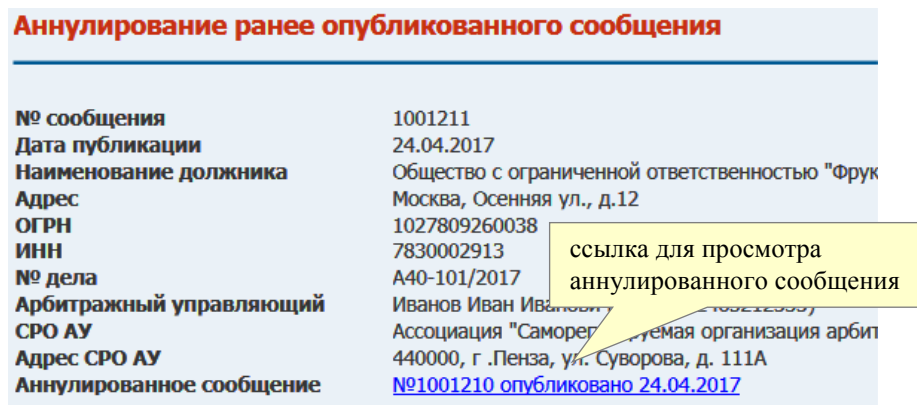 Аннулирование ранее опубликованного сообщения
№ сообщения 1001211
Дата публикации 24.04.2017
Наименование должника Общество с ограниченной ответственностью "Фрук
Адрес Москва, Осенняя ул., д.12
ОГРН 1027809260038
ИНН 7830002913
ссылка для просмотра
аннулированного сообщения
№ дела А40-101/2017
Арбитражный управляющий Иванов Иван
СРО АУ Ассоциация организация арбит
Адрес СРО АУ 440000, г .Пенза, ул. Суворова, д. 111А
Аннулированное сообщение №1001210 опубликовано 24.04.2017